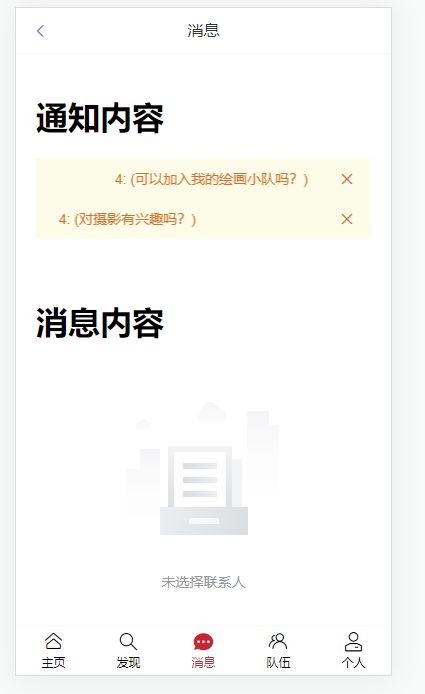 消息
通知内容
4: (可以加入我的绘画小队吗？)
4: (对摄影有兴趣吗？)
消息内容
未选择联系人
主页 发现 消息 队伍 个人